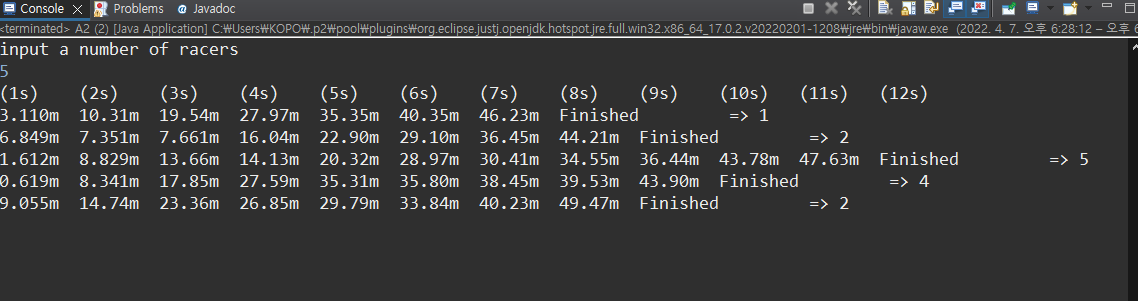 Console Problems Javadoc
<terminated> A2 (2) [Java Application] C:₩Users₩KOPO₩.p2₩pool₩plugins₩org.eclipse.justj.openjdk.hotspot.jre.full.win32.x86_64_17.0.2.v20220201-1208₩jre₩bin₩javaw.exe (2022. 4. 7. 오후 6:28:12 – 오후 6
input a number of racers
5
(1s) (2s) (3s) (4s) (5s) (6s) (7s) (8s) (9s) (10s) (11s) (12s)
3.110m 10.31m 19.54m 27.97m 35.35m 40.35m 46.23m Finished => 1
6.849m 7.351m 7.661m 16.04m 22.90m 29.10m 36.45m 44.21m Finished => 2
1.612m 8.829m 13.66m 14.13m 20.32m 28.97m 30.41m 34.55m 36.44m 43.78m 47.63m Finished => 5
0.619m 8.341m 17.85m 27.59m 35.31m 35.80m 38.45m 39.53m 43.90m Finished => 4
9.055m 14.74m 23.36m 26.85m 29.79m 33.84m 40.23m 49.47m Finished => 2